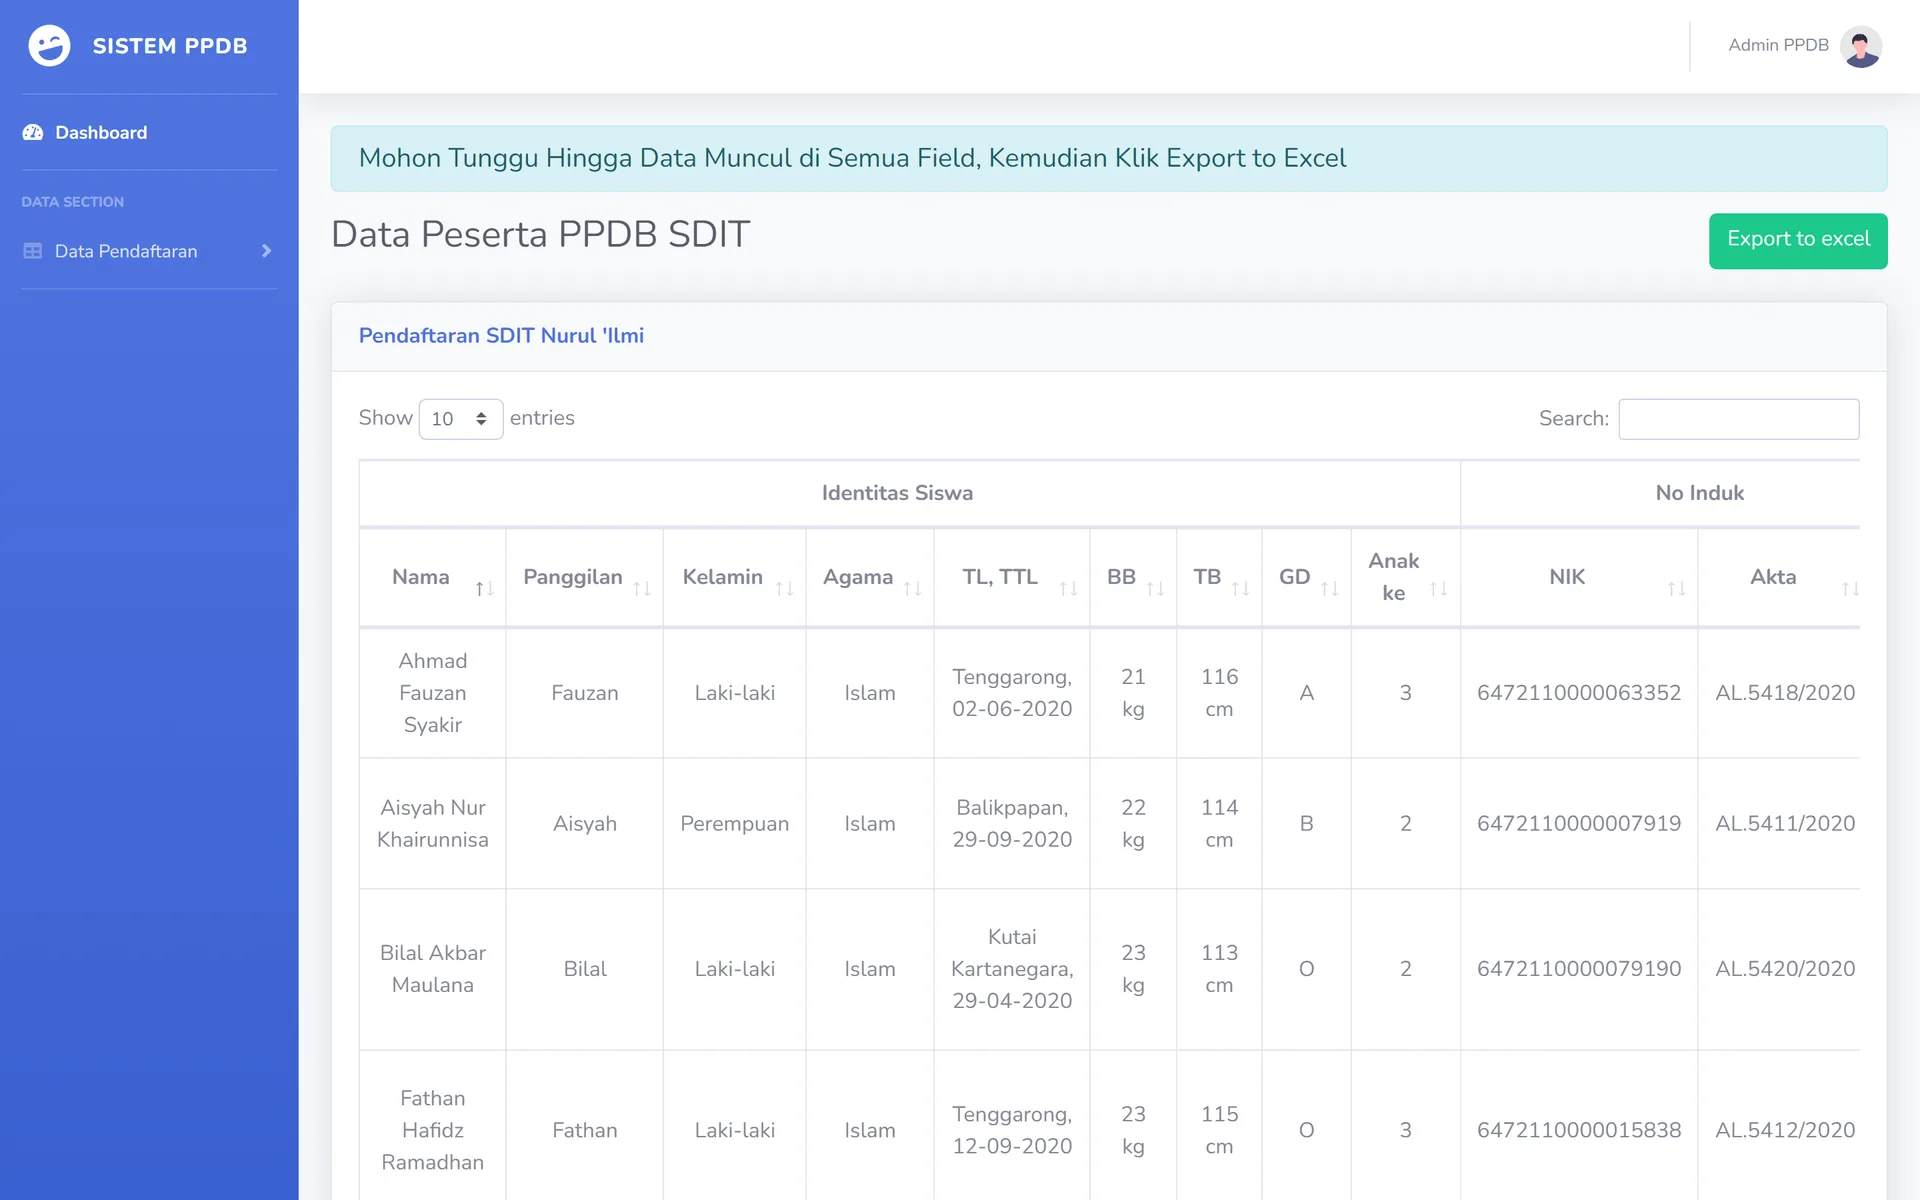 SISTEM PPDB
Admin PPDB
Dashboard
DATA SECTION
Data Pendaftaran
Mohon Tunggu Hingga Data Muncul di Semua Field, Kemudian Klik Export to Excel
Data Peserta PPDB SDIT
Export to excel
Pendaftaran SDIT Nurul 'Ilmi
Show 10 entries
Search:
Identitas Siswa No Induk
Nama Panggilan Kelamin Agama TL, TTL BB TB GD Anak ke NIK Akta
Ahmad Fauzan Syakir Fauzan Laki-laki Islam Tenggarong, 02-06-2020 21 kg 116 cm A 3 6472110000063352 AL.5418/2020
Aisyah Nur Khairunnisa Aisyah Perempuan Islam Balikpapan, 29-09-2020 22 kg 114 cm B 2 6472110000007919 AL.5411/2020
Bilal Akbar Maulana Bilal Laki-laki Islam Kutai Kartanegara, 29-04-2020 23 kg 113 cm O 2 6472110000079190 AL.5420/2020
Fathan Hafidz Ramadhan Fathan Laki-laki Islam Tenggarong, 12-09-2020 23 kg 115 cm O 3 6472110000015838 AL.5412/2020